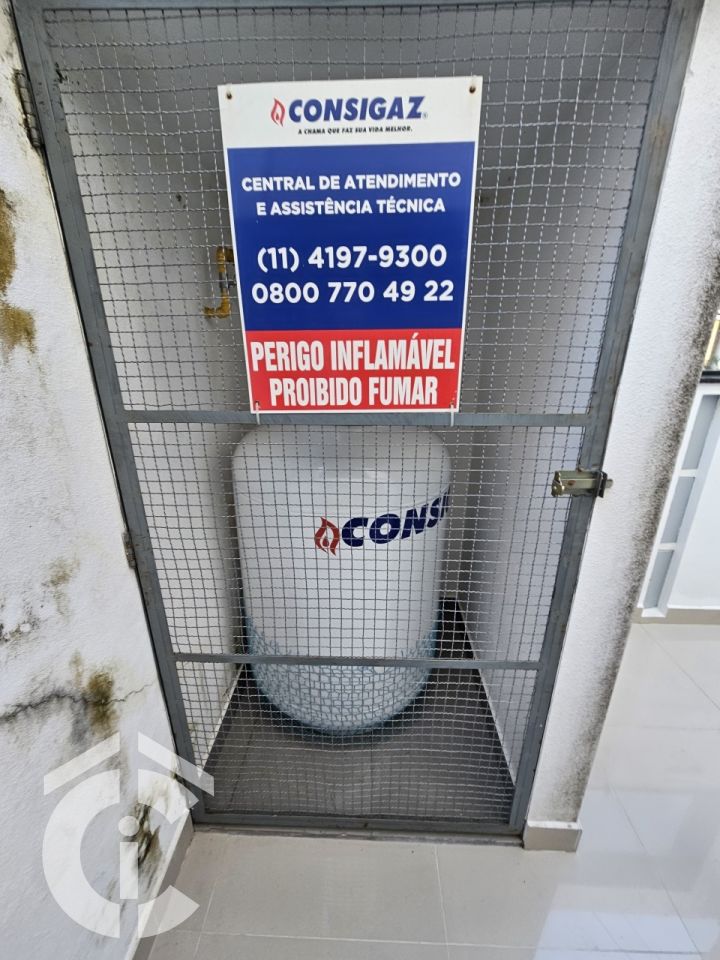 CONSIGAZ
A CHAMA QUE FAZ SUA VIDA MELHOR.
CENTRAL DE ATENDIMENTO
E ASSISTÊNCIA TÉCNICA
(11) 4197-9300
0800 770 49 22
PERIGO INFLAMÁVEL
PROIBIDO FUMAR
CONSI